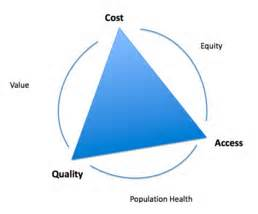 Cost
Equity
Value
Access
Quality
Population Health